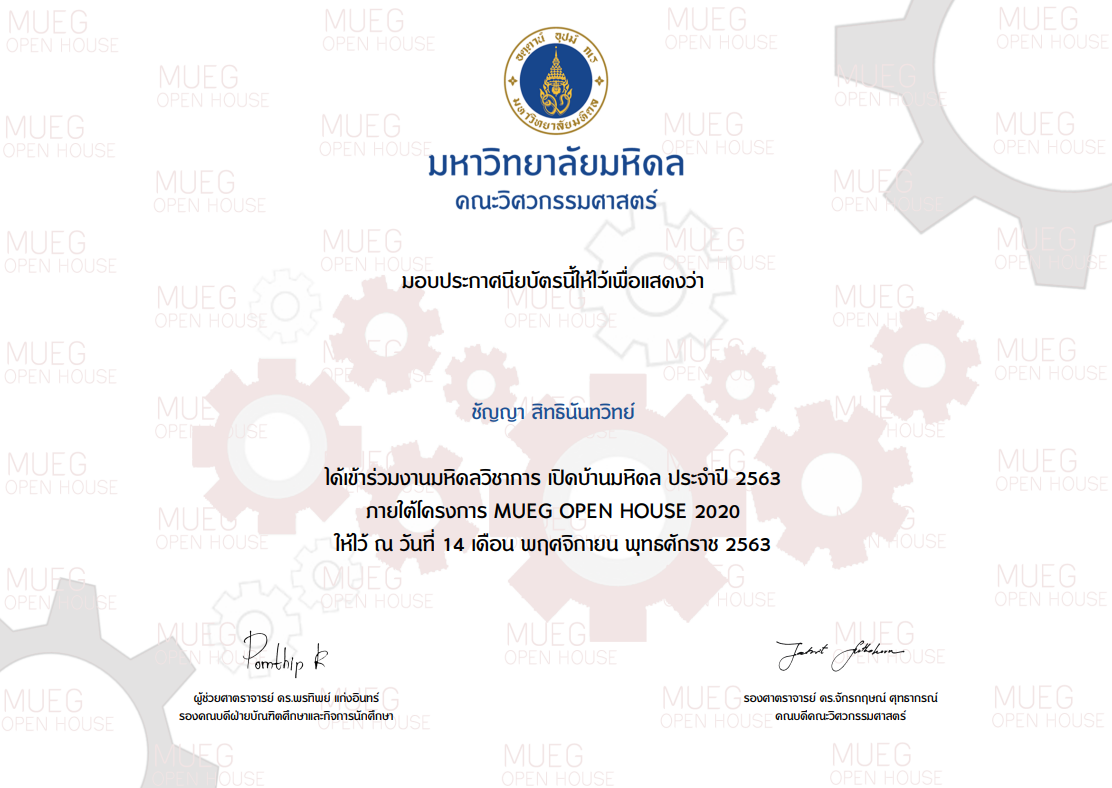 อตฺตานํ อุปมํ กเร
มหาวิทยาลัยมหิดล
มหาวิทยาลัยมหิดล
คณะวิศวกรรมศาสตร์
มอบประกาศนียบัตรนี้ให้ไว้เพื่อแสดงว่า
ชัญญา สิทธินันทวิทย์
ได้เข้าร่วมงานมหิดลวิชาการ เปิดบ้านมหิดล ประจำปี 2563
ภายใต้โครงการ MUEG OPEN HOUSE 2020
ให้ไว้ ณ วันที่ 14 เดือน พฤศจิกายน พุทธศักราช 2563
Pornthip R
ผู้ช่วยศาตราจารย์ ดร.พรทิพย์ แก่งอินทร์
รองคณบดีฝ่ายบัณฑิตศึกษาและกิจการนักศึกษา
รองศาตราจารย์ ดร.จักรกฤษณ์ ศุทธากรณ์
คณบดีคณะวิศวกรรมศาสตร์
MUEG
OPEN HOUSE